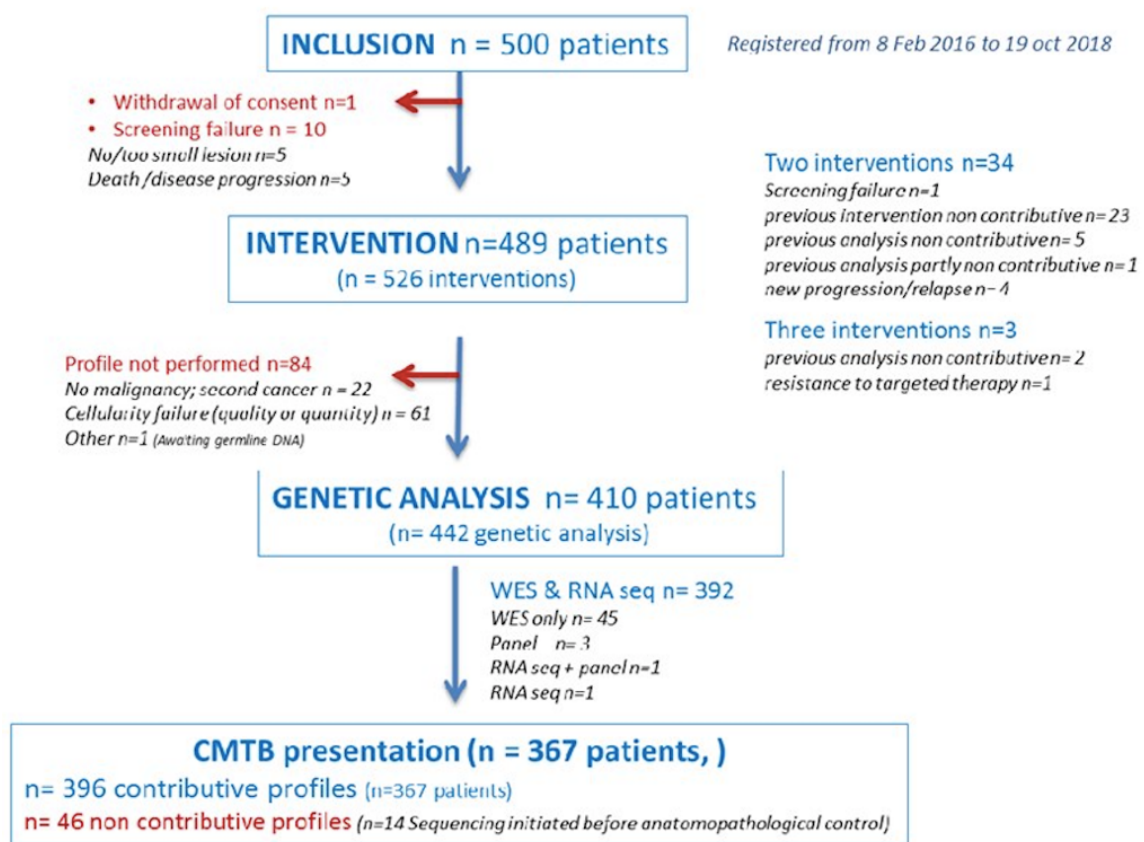 INCLUSION n = 500 patients
Registered from 8 Feb 2016 to 19 oct 2018
• Withdrawal of consent n=1
• Screening failure n = 10
No/too small lesion n=5
Death /disease progression n=5
Two interventions n=34
Screening failure n=1
previous intervention non contributive n= 23
previous analysis non contributive n= 5
previous analysis partly non contributive n= 1
new progression/relapse n= 4
Three interventions n=3
previous analysis non contributive n= 2
resistance to targeted therapy n=1
INTERVENTION n=489 patients
(n = 526 interventions)
Profile not performed n=84
No malignancy; second cancer n = 22
Cellularity failure (quality or quantity) n = 61
Other n=1 (Awaiting germline DNA)
GENETIC ANALYSIS n= 410 patients
(n= 442 genetic analysis)
WES & RNA seq n= 392
WES only n= 45
Panel n= 3
RNA seq + panel n=1
RNA seq n=1
CMTB presentation (n = 367 patients, )
n= 396 contributive profiles (n=367 patients)
n= 46 non contributive profiles (n=14 Sequencing initiated before anatomopathological control)